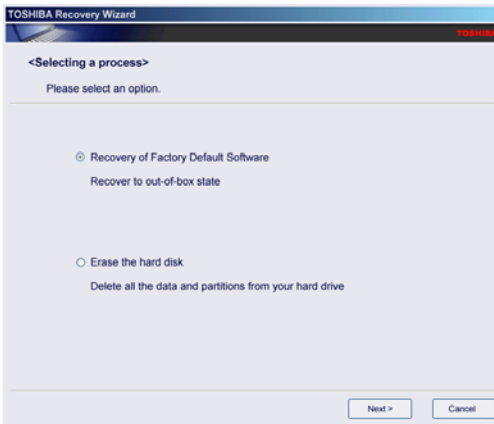 TOSHIBA Recovery Wizard
TOSHIBA
<Selecting a process>
Please select an option.
Recovery of Factory Default Software
Recover to out-of-box state
Erase the hard disk
Delete all the data and partitions from your hard drive
Next >
Cancel